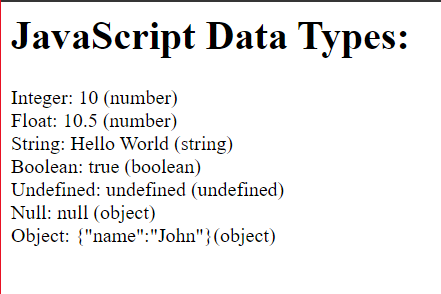 JavaScript Data Types:
Integer: 10 (number)
Float: 10.5 (number)
String: Hello World (string)
Boolean: true (boolean)
Undefined: undefined (undefined)
Null: null (object)
Object: {"name":"John"}(object)